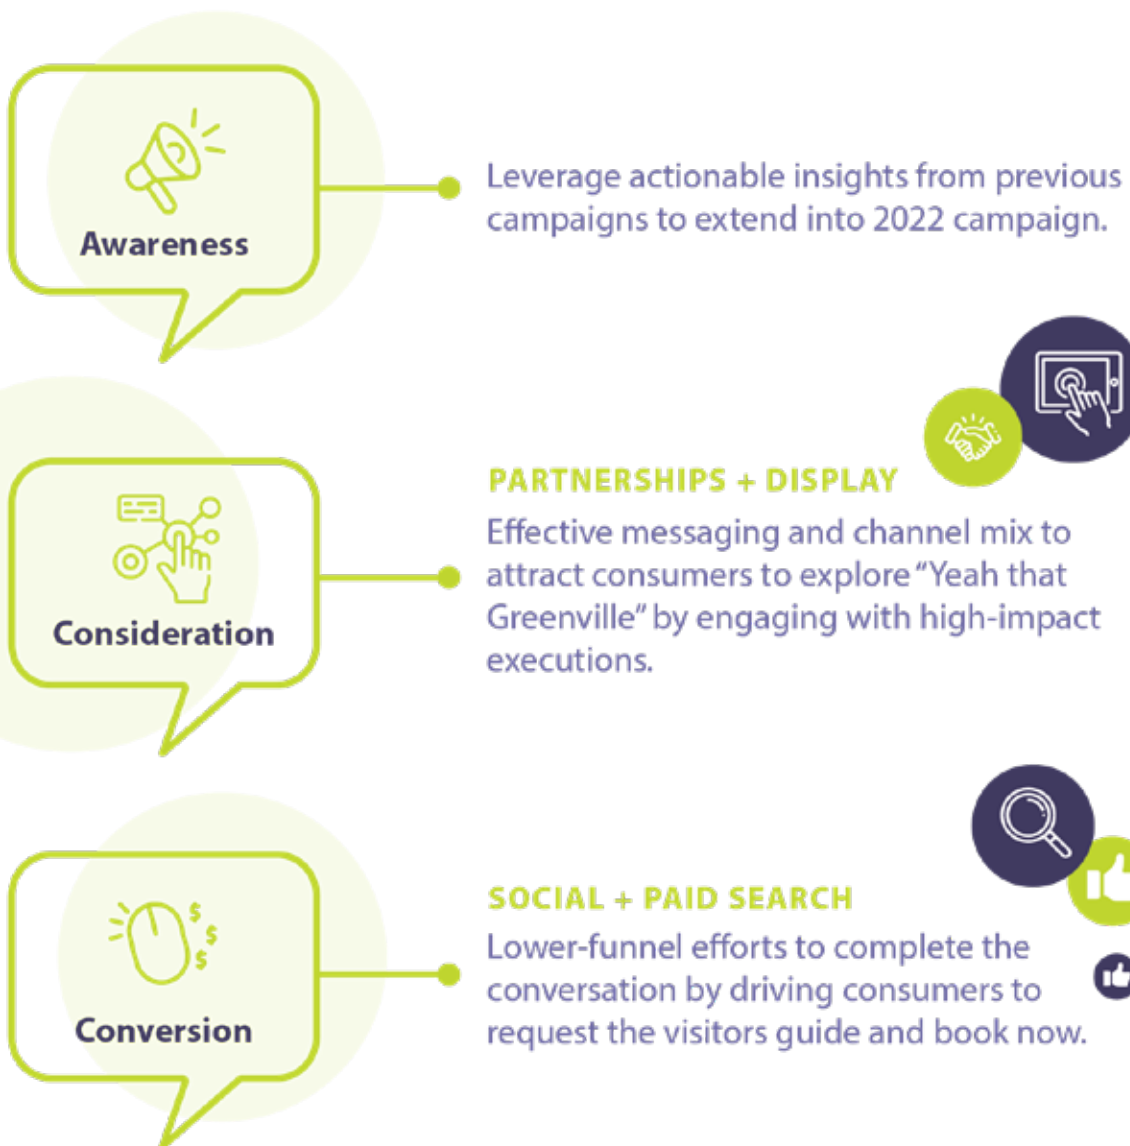 Awareness
Leverage actionable insights from previous
campaigns to extend into 2022 campaign.
Consideration
PARTNERSHIPS + DISPLAY
Effective messaging and channel mix to
attract consumers to explore “Yeah that
Greenville” by engaging with high-impact
executions.
Conversion
$
$
$
SOCIAL + PAID SEARCH
Lower-funnel efforts to complete the
conversation by driving consumers to
request the visitors guide and book now.